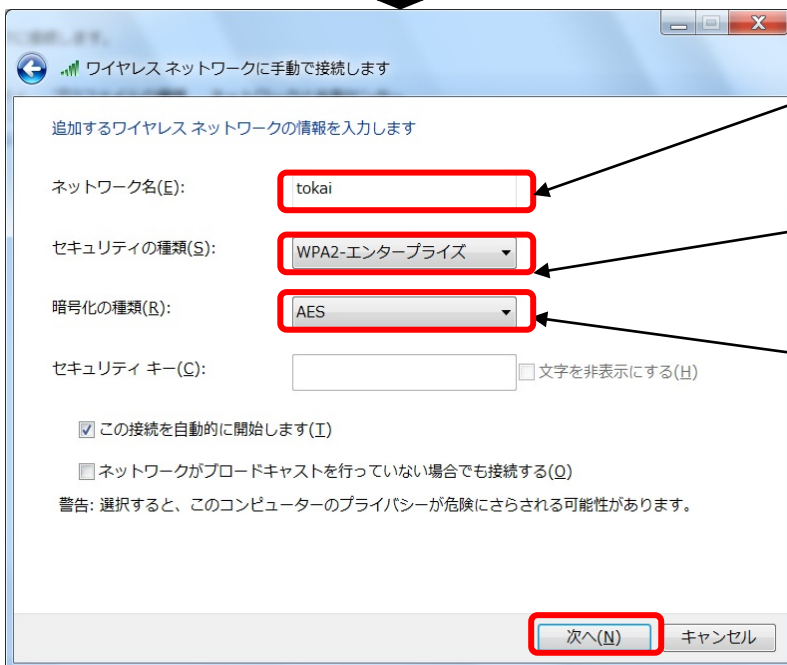 ワイヤレス ネットワークに手動で接続します
追加するワイヤレス ネットワークの情報を入力します
ネットワーク名(E):
tokai
セキュリティの種類(S):
WPA2-エンタープライズ
暗号化の種類(R):
AES
セキュリティ キー(C):
文字を非表示にする(H)
この接続を自動的に開始します(T)
ネットワークがブロードキャストを行っていない場合でも接続する(O)
警告: 選択すると、このコンピューターのプライバシーが危険にさらされる可能性があります。
次へ(N)
キャンセル